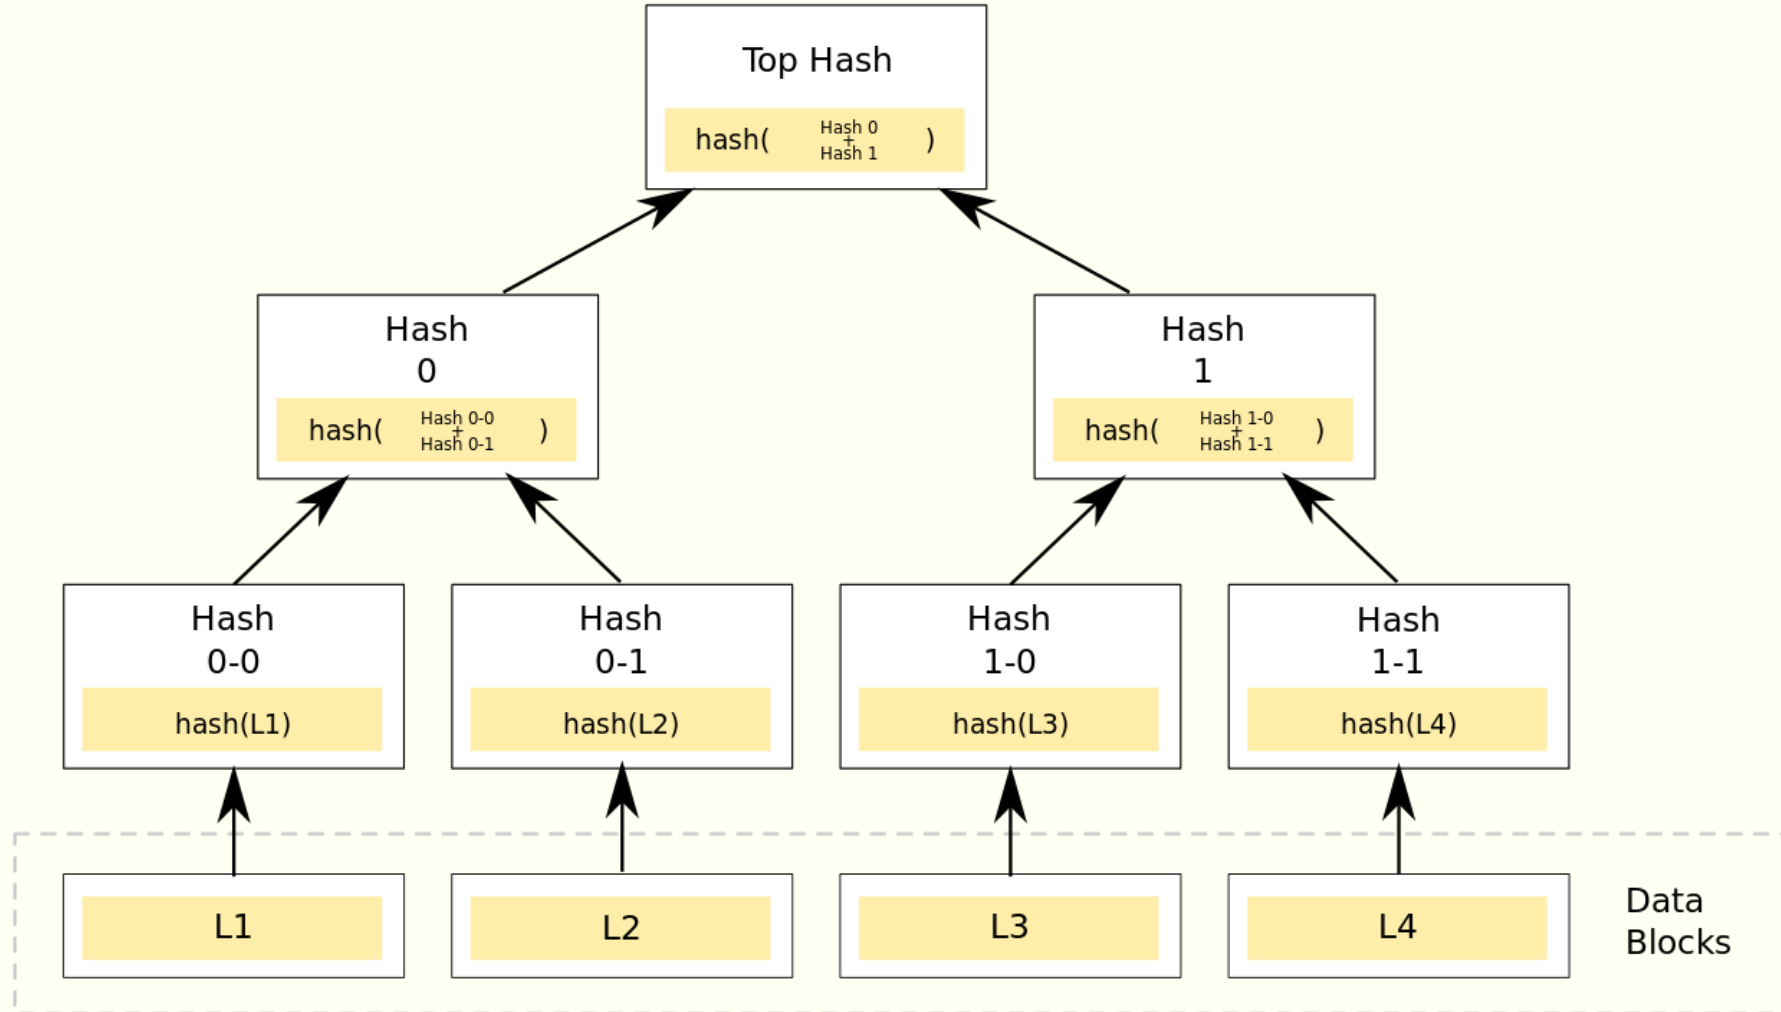 Top Hash
hash( Hash 0 + Hash 1 )
Hash
0
hash( Hash 0-0 + Hash 0-1 )
Hash
1
hash( Hash 1-0 + Hash 1-1 )
Hash
0-0
hash(L1)
Hash
0-1
hash(L2)
Hash
1-0
hash(L3)
Hash
1-1
hash(L4)
L1
L2
L3
L4
Data
Blocks